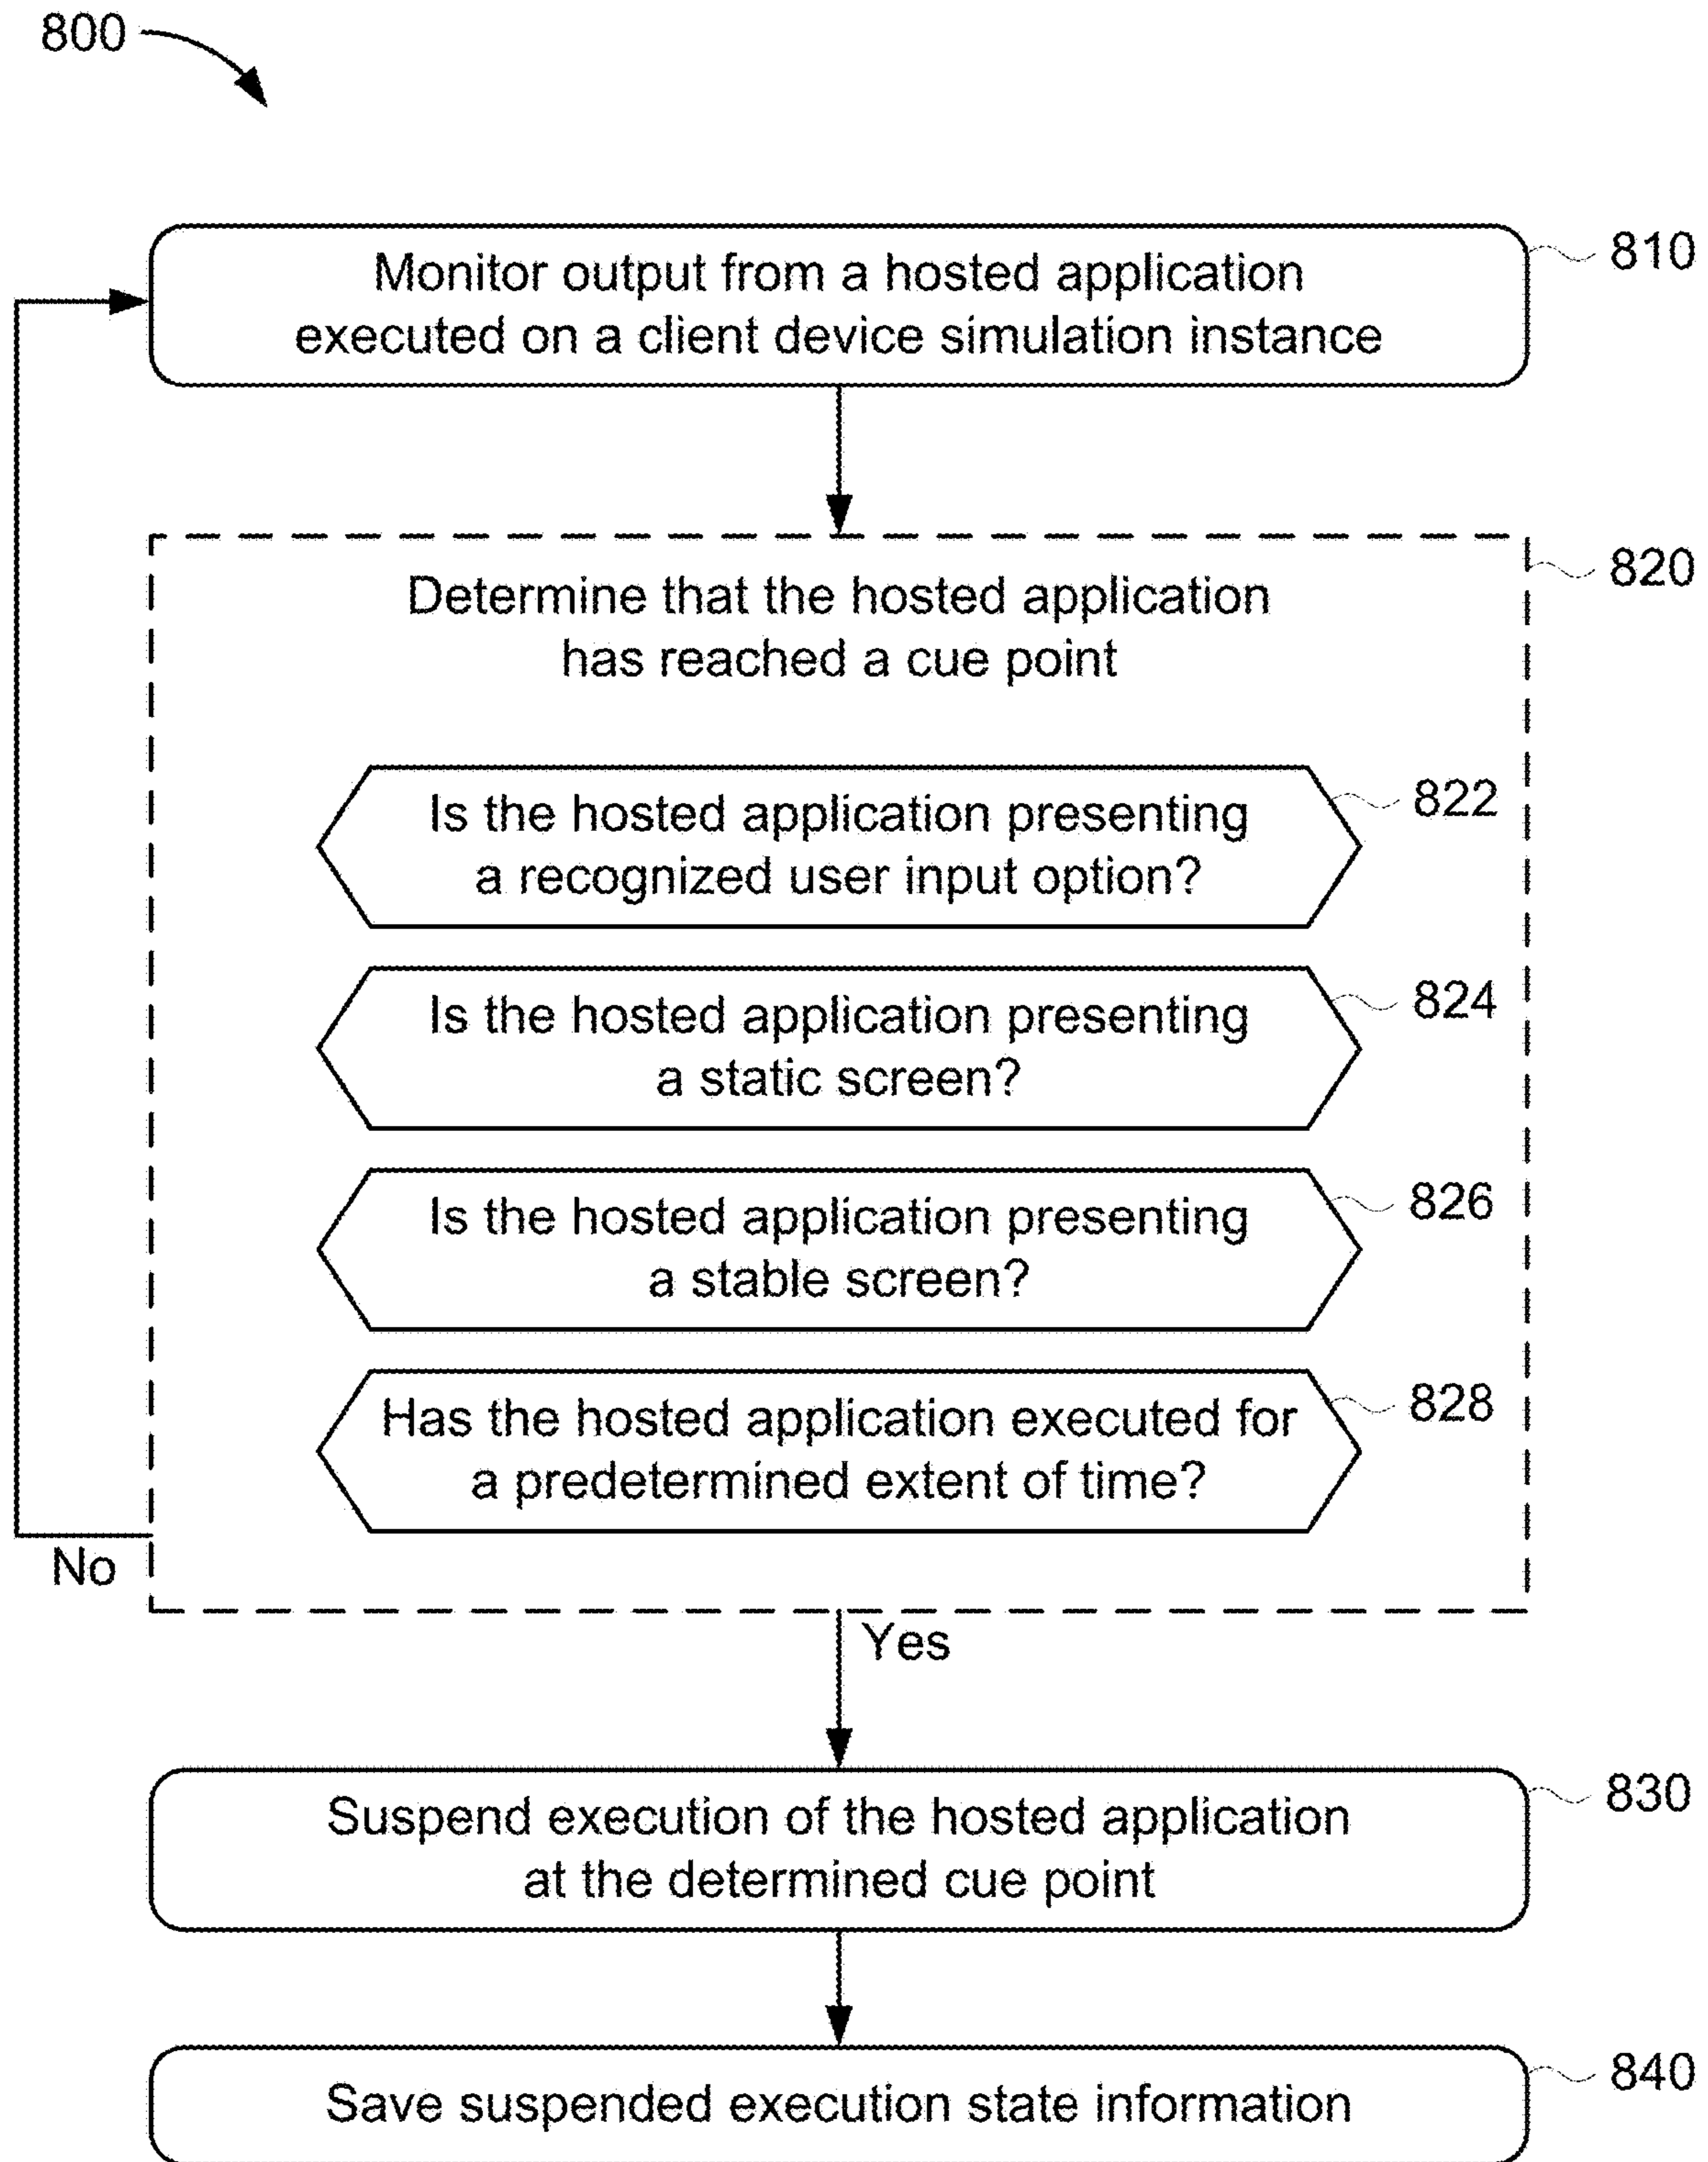 800
Monitor output from a hosted application
executed on a client device simulation instance
810
Determine that the hosted application
has reached a cue point
820
Is the hosted application presenting
a recognized user input option?
822
Is the hosted application presenting
a static screen?
824
Is the hosted application presenting
a stable screen?
826
Has the hosted application executed for
a predetermined extent of time?
828
No
Yes
Suspend execution of the hosted application
at the determined cue point
830
Save suspended execution state information
840